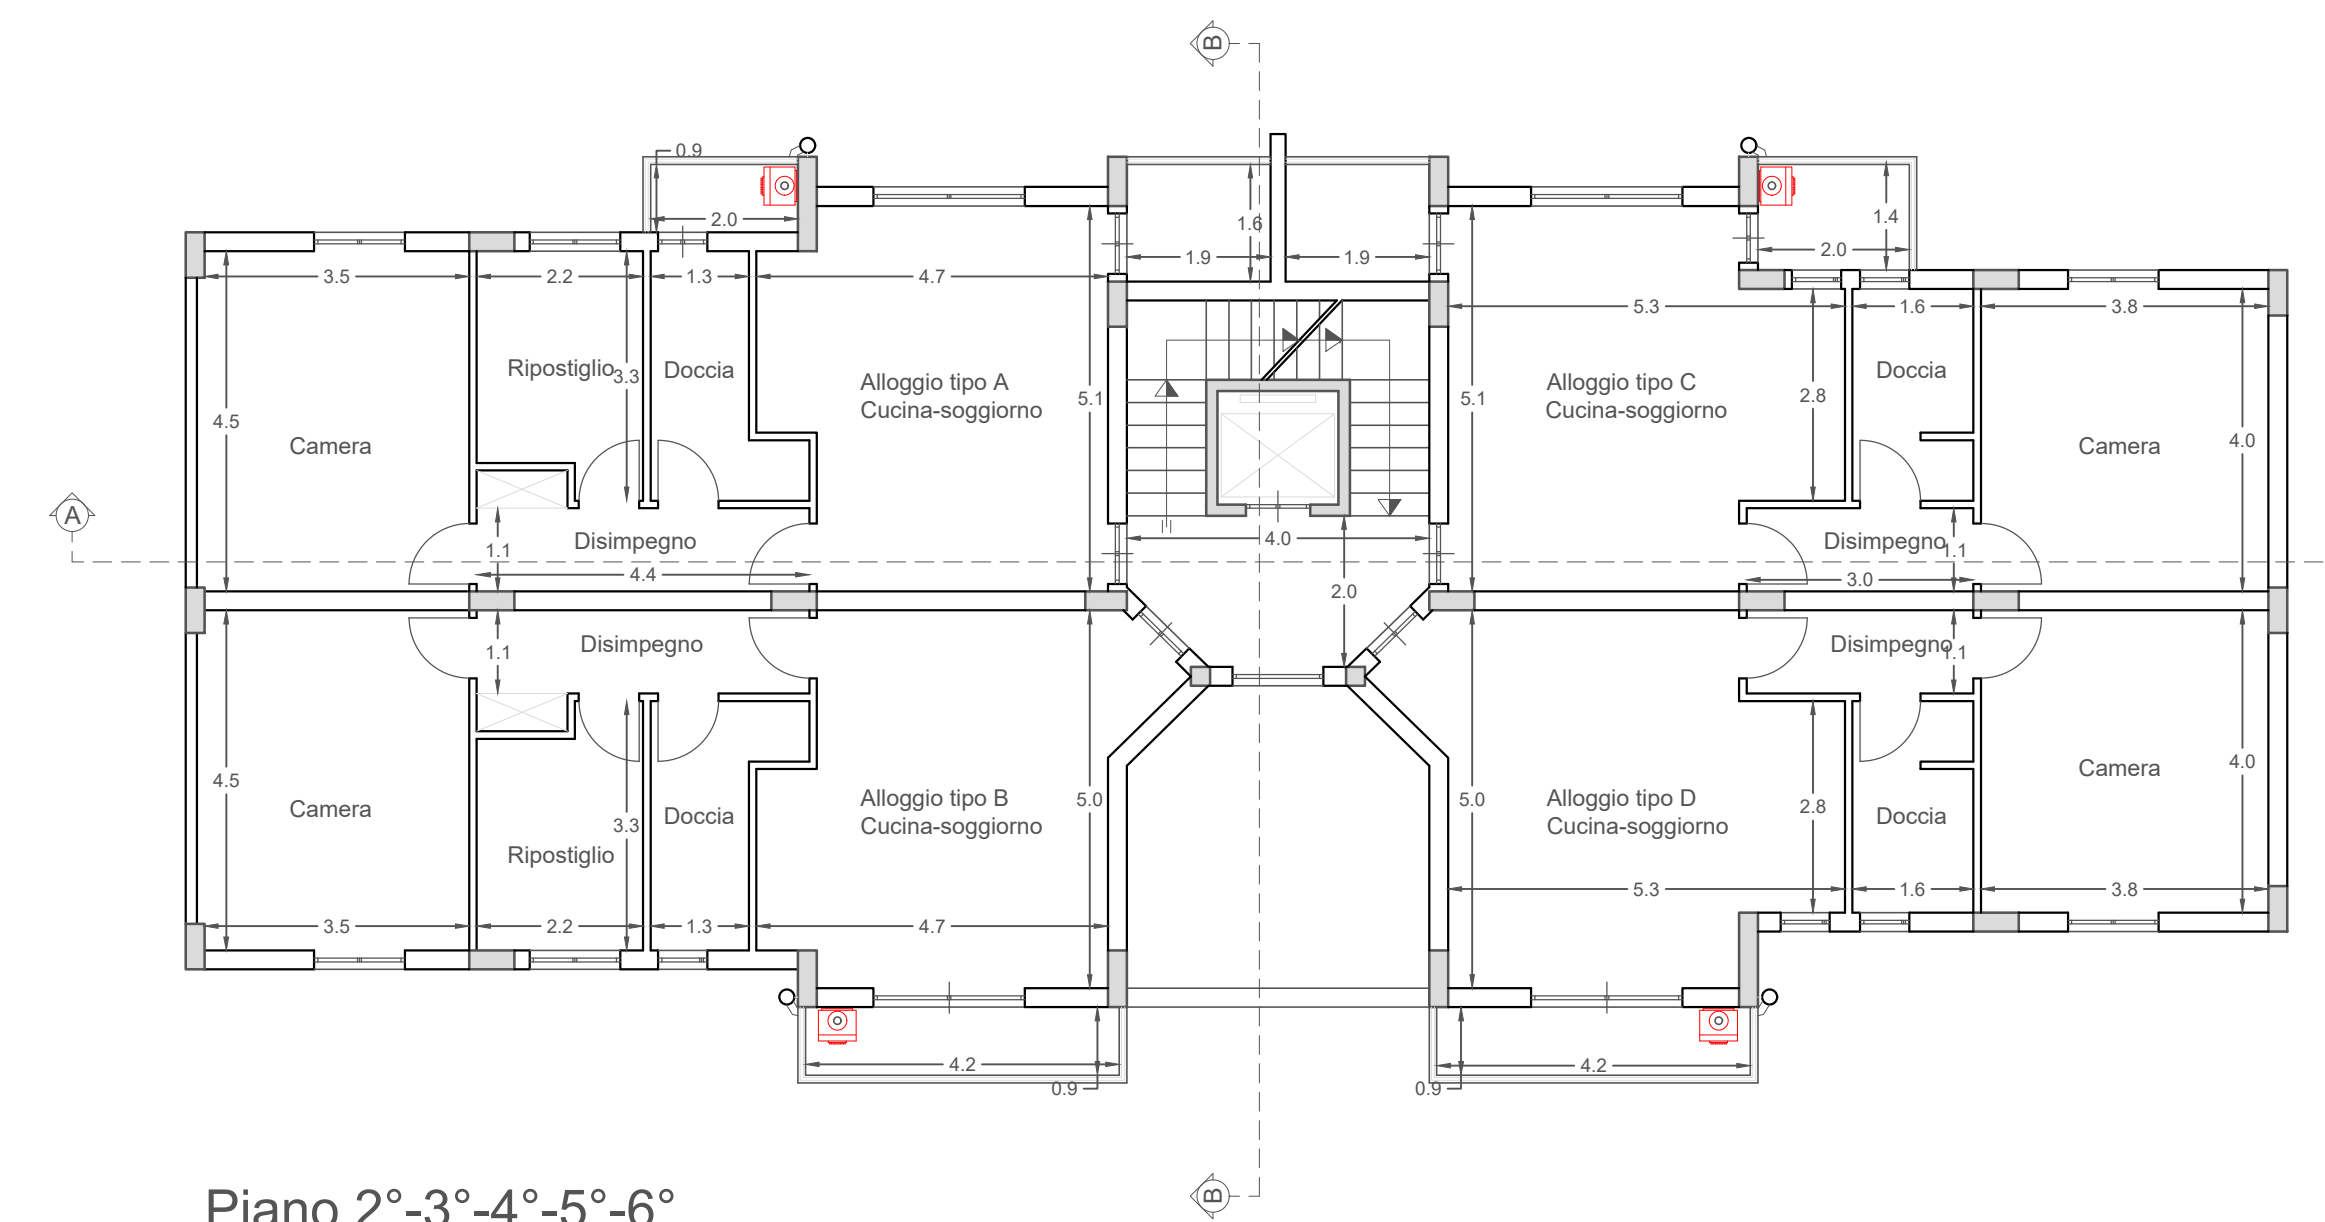 B
0.9
2.0
1.6
1.9
1.9
1.4
2.0
3.5
2.2
1.3
4.7
5.3
1.6
3.8
Ripostiglio
3.3
Doccia
Alloggio tipo A
Cucina-soggiorno
5.1
5.1
Alloggio tipo C
Cucina-soggiorno
2.8
Doccia
4.5
Camera
Camera
4.0
A
Disimpegno
1.1
4.4
4.0
Disimpegno
1.1
3.0
2.0
Disimpegno
1.1
Disimpegno
1.1
4.5
Camera
Ripostiglio
3.3
Doccia
Alloggio tipo B
Cucina-soggiorno
5.0
5.0
Alloggio tipo D
Cucina-soggiorno
2.8
Doccia
Camera
4.0
3.5
2.2
1.3
4.7
5.3
1.6
3.8
4.2
0.9
4.2
0.9
B
Piano 2°-3°-4°-5°-6°